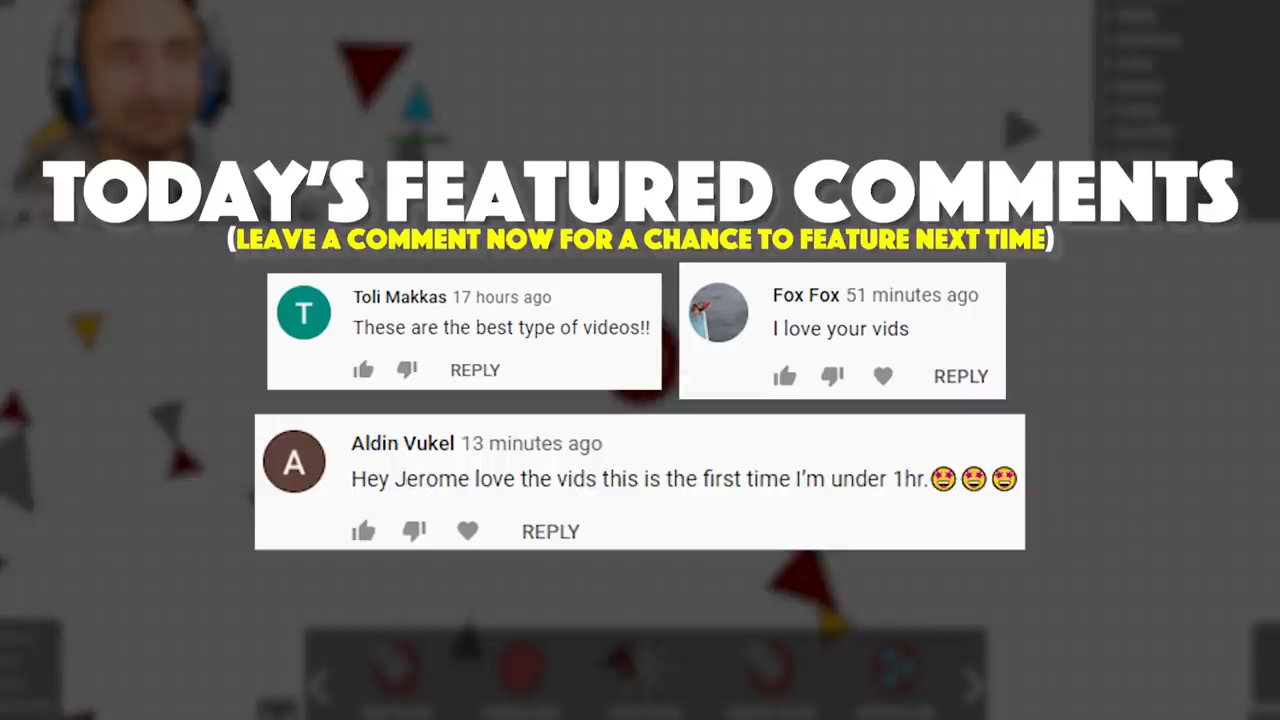 TODAY'S FEATURED COMMENTS
(LEAVE A COMMENT NOW FOR A CHANCE TO FEATURE NEXT TIME)
T
Toli Makkas 17 hours ago
These are the best type of videos!!
REPLY
Fox Fox 51 minutes ago
I love your vids
REPLY
A
Aldin Vukel 13 minutes ago
Hey Jerome love the vids this is the first time I'm under 1hr.🤩🤩🤩
REPLY